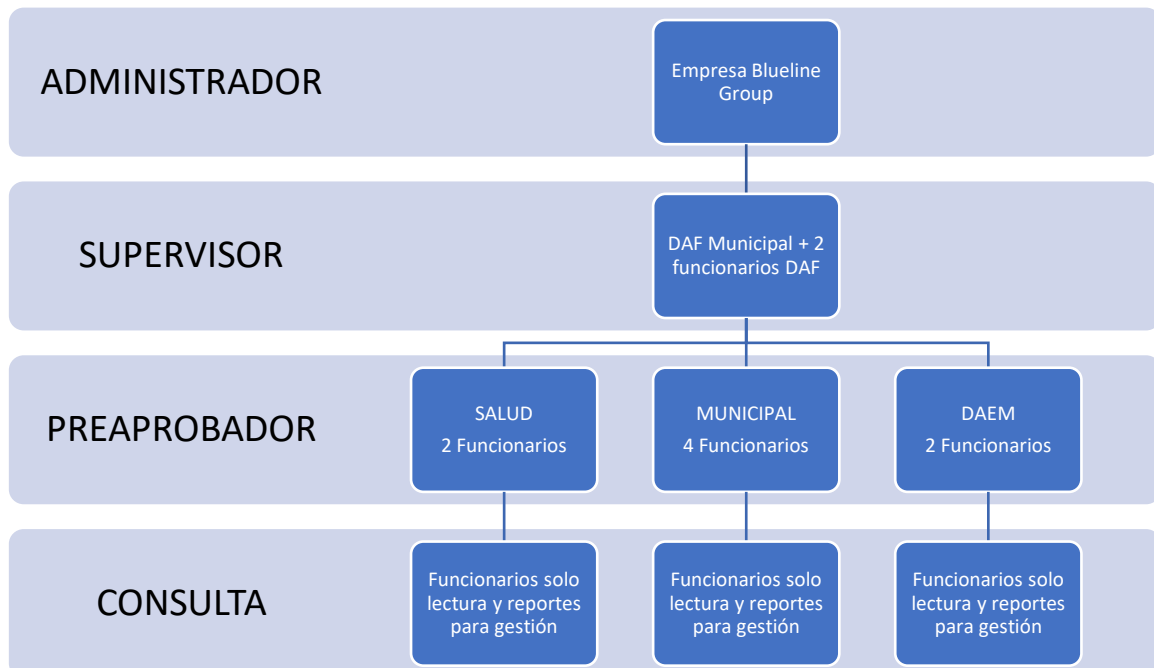 ADMINISTRADOR
Empresa Blueline
Group
SUPERVISOR
DAF Municipal + 2
funcionarios DAF
PREAPROBADOR
SALUD
2 Funcionarios
MUNICIPAL
4 Funcionarios
DAEM
2 Funcionarios
CONSULTA
Funcionarios solo
lectura y reportes
para gestión
Funcionarios solo
lectura y reportes
para gestión
Funcionarios solo
lectura y reportes
para gestión